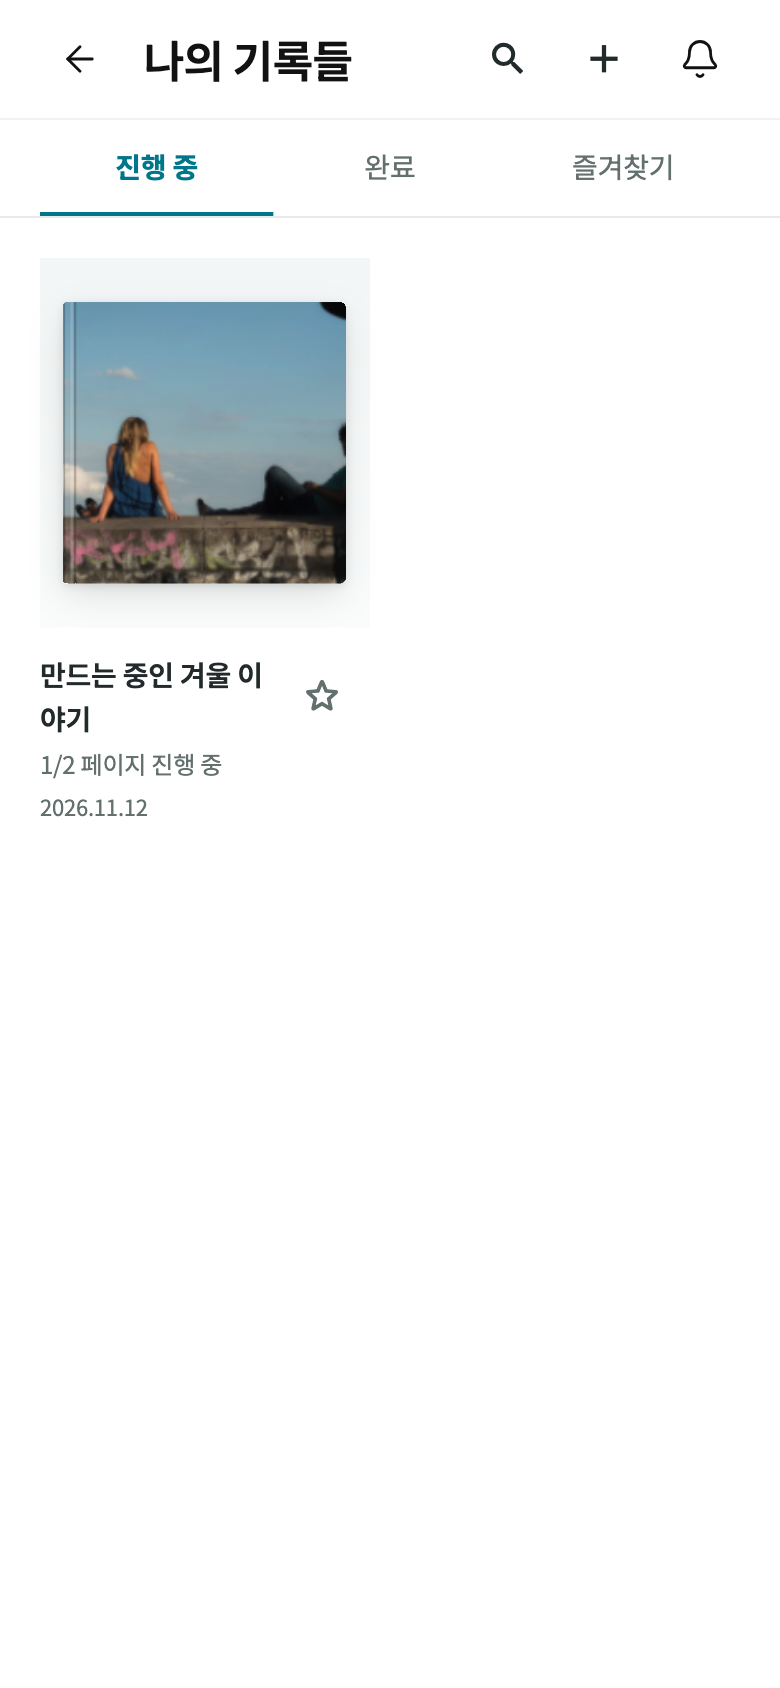 나의 기록들
진행 중
완료
즐겨찾기
만드는 중인 겨울 이
야기
1/2 페이지 진행 중
2026.11.12